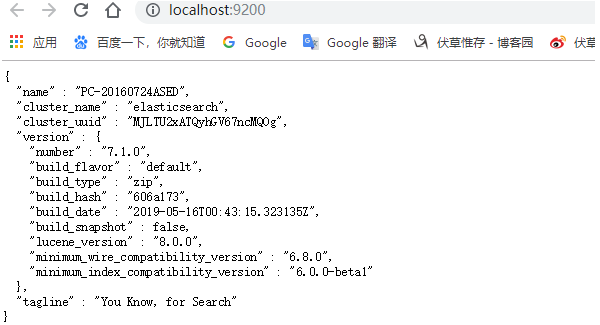 localhost:9200
应用 百度一下，你就知道 Google Google 翻译 伏草惟存 - 博客园 伏草
{
"name" : "PC-20160724ASED",
"cluster_name" : "elasticsearch",
"cluster_uuid" : "MJLTU2xATQyhGV67ncMQOg",
"version" : {
"number" : "7.1.0",
"build_flavor" : "default",
"build_type" : "zip",
"build_hash" : "606a173",
"build_date" : "2019-05-16T00:43:15.323135Z",
"build_snapshot" : false,
"lucene_version" : "8.0.0",
"minimum_wire_compatibility_version" : "6.8.0",
"minimum_index_compatibility_version" : "6.0.0-beta1"
},
"tagline" : "You Know, for Search"
}